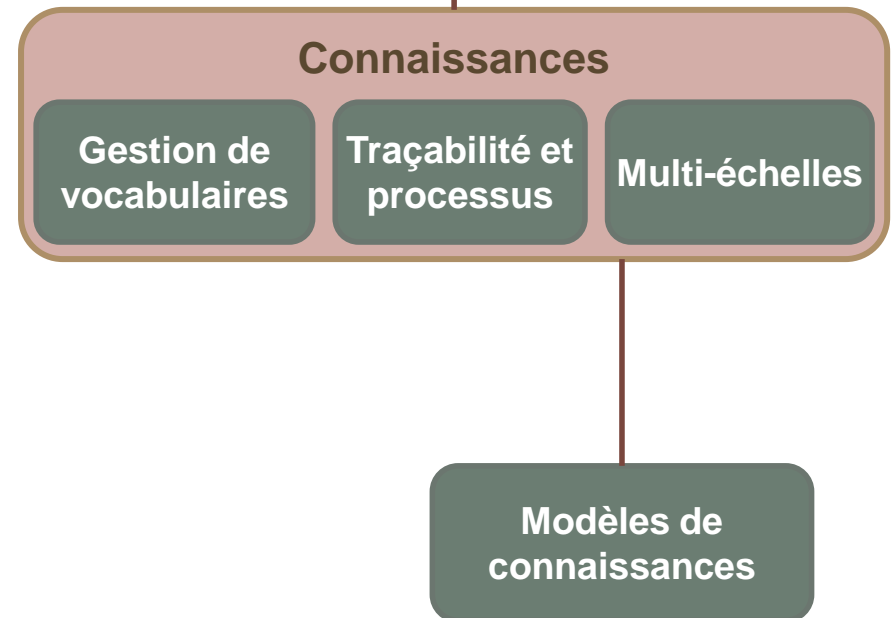 Connaissances
Gestion de
vocabulaires
Traçabilité et
processus
Multi-échelles
Modèles de
connaissances